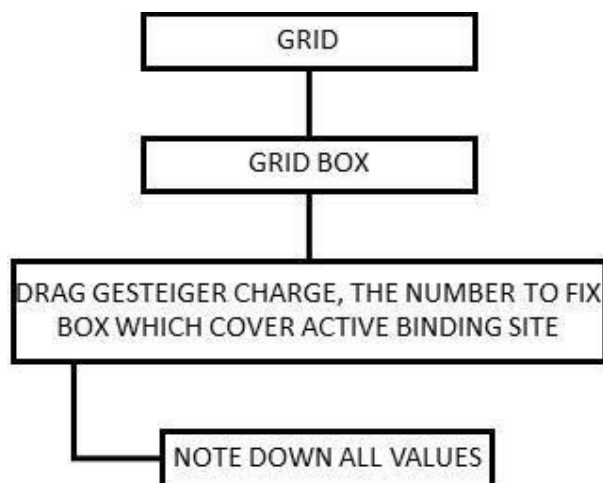 GRID
GRID BOX
DRAG GESTEIGER CHARGE, THE NUMBER TO FIX
BOX WHICH COVER ACTIVE BINDING SITE
NOTE DOWN ALL VALUES